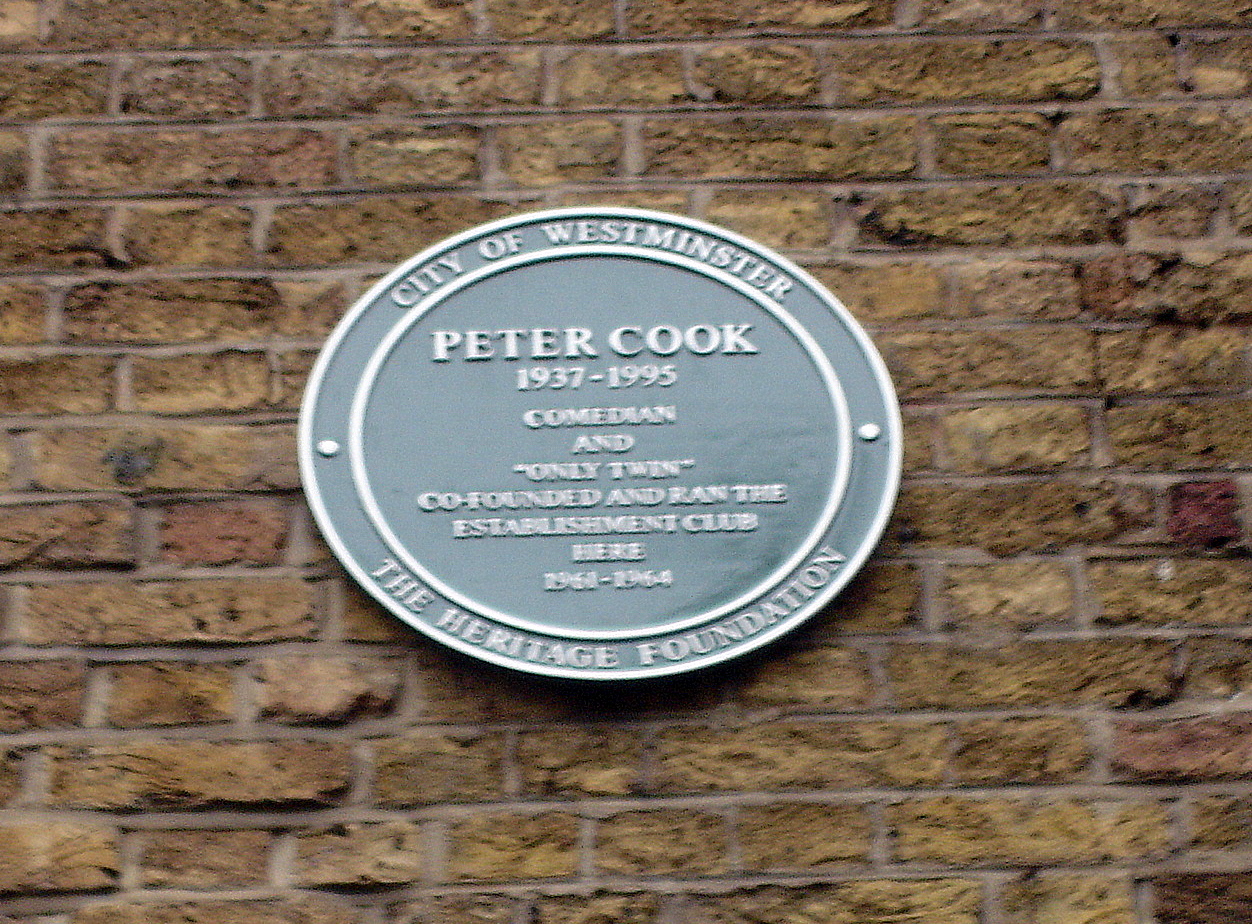 CITY OF WESTMINSTER
PETER COOK
1937-1995
COMEDIAN
AND
"ONLY TWIN"
CO-FOUNDED AND RAN THE
ESTABLISHMENT CLUB
HERE
1961-1964
THE HERITAGE FOUNDATION